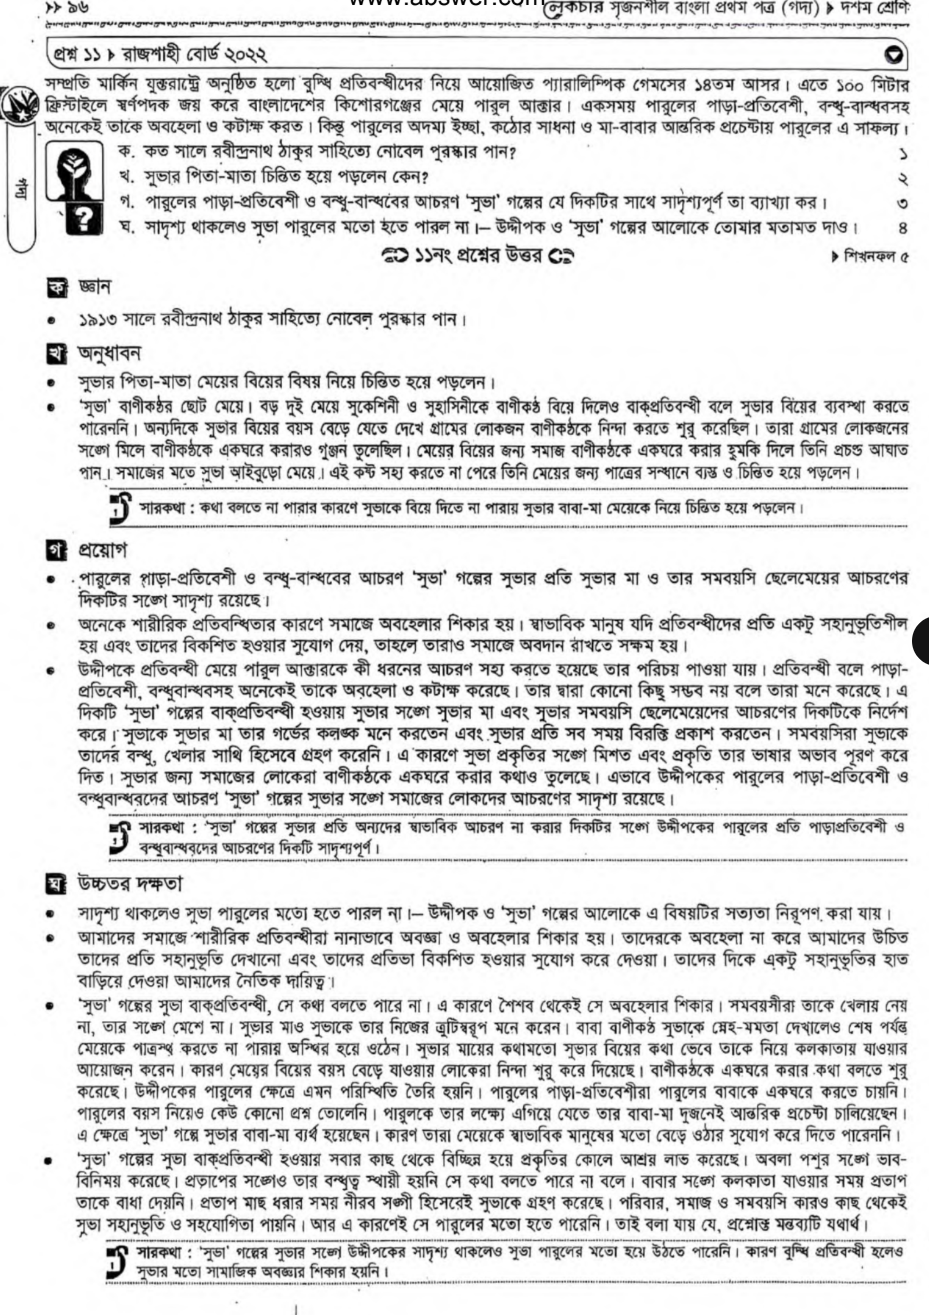 ▶▶ ৯৬
www.abswer.com
লেকচার সৃজনশীল বাংলা প্রথম পত্র (গদ্য) ▶ দশম শ্রেণি
প্রশ্ন ১১ ▶ রাজশাহী বোর্ড ২০২২
সম্প্রতি মার্কিন যুক্তরাষ্ট্রে অনুষ্ঠিত হলো বুদ্ধি প্রতিবন্ধীদের নিয়ে আয়োজিত প্যারালিম্পিক গেমসের ১৪তম আসর। এতে ১০০ মিটার
ফ্রিস্টাইলে স্বর্ণপদক জয় করে বাংলাদেশের কিশোরগঞ্জের মেয়ে পারুল আক্তার। একসময় পারুলের পাড়া-প্রতিবেশী, বন্ধু-বান্ধবসহ
অনেকেই তাকে অবহেলা ও কটাক্ষ করত। কিন্তু পারুলের অদম্য ইচ্ছা, কঠোর সাধনা ও মা-বাবার আন্তরিক প্রচেষ্টায় পারুলের এ সাফল্য।
গদ্য
ক. কত সালে রবীন্দ্রনাথ ঠাকুর সাহিত্যে নোবেল পুরস্কার পান? ১
খ. সুভার পিতা-মাতা চিন্তিত হয়ে পড়লেন কেন? ২
গ. পারুলের পাড়া-প্রতিবেশী ও বন্ধু-বান্ধবের আচরণ ‘সুভা’ গল্পের যে দিকটির সাথে সাদৃশ্যপূর্ণ তা ব্যাখ্যা কর। ৩
ঘ. সাদৃশ্য থাকলেও সুভা পারুলের মতো হতে পারল না।– উদ্দীপক ও ‘সুভা’ গল্পের আলোকে তোমার মতামত দাও। ৪
১১নং প্রশ্নের উত্তর ▶ শিখনফল ৫
ক জ্ঞান
● ১৯১৩ সালে রবীন্দ্রনাথ ঠাকুর সাহিত্যে নোবেল পুরস্কার পান।
খ অনুধাবন
● সুভার পিতা-মাতা মেয়ের বিয়ের বিষয় নিয়ে চিন্তিত হয়ে পড়লেন।
● ‘সুভা’ বাণীকণ্ঠর ছোট মেয়ে। বড় দুই মেয়ে সুকেশিনী ও সুহাসিনীকে বাণীকণ্ঠ বিয়ে দিলেও বাক্‌প্রতিবন্ধী বলে সুভার বিয়ের ব্যবস্থা করতে
পারেননি। অন্যদিকে সুভার বিয়ের বয়স বেড়ে যেতে দেখে গ্রামের লোকজন বাণীকণ্ঠকে নিন্দা করতে শুরু করেছিল। তারা গ্রামের লোকজনের
সঙ্গে মিলে বাণীকণ্ঠকে একঘরে করারও গুঞ্জন তুলেছিল। মেয়ের বিয়ের জন্য সমাজ বাণীকণ্ঠকে একঘরে করার হুমকি দিলে তিনি প্রচন্ড আঘাত
পান। সমাজের মতে সুভা আইবুড়ো মেয়ে। এই কষ্ট সহ্য করতে না পেরে তিনি মেয়ের জন্য পাত্রের সন্ধানে ব্যস্ত ও চিন্তিত হয়ে পড়লেন।
সারকথা : কথা বলতে না পারার কারণে সুভাকে বিয়ে দিতে না পারায় সুভার বাবা-মা মেয়েকে নিয়ে চিন্তিত হয়ে পড়লেন।
গ প্রয়োগ
● পারুলের পাড়া-প্রতিবেশী ও বন্ধু-বান্ধবের আচরণ ‘সুভা’ গল্পের সুভার প্রতি সুভার মা ও তার সমবয়সি ছেলেমেয়ের আচরণের
দিকটির সঙ্গে সাদৃশ্য রয়েছে।
● অনেকে শারীরিক প্রতিবন্ধিতার কারণে সমাজে অবহেলার শিকার হয়। স্বাভাবিক মানুষ যদি প্রতিবন্ধীদের প্রতি একটু সহানুভূতিশীল
হয় এবং তাদের বিকশিত হওয়ার সুযোগ দেয়, তাহলে তারাও সমাজে অবদান রাখতে সক্ষম হয়।
● উদ্দীপকে প্রতিবন্ধী মেয়ে পারুল আক্তারকে কী ধরনের আচরণ সহ্য করতে হয়েছে তার পরিচয় পাওয়া যায়। প্রতিবন্ধী বলে পাড়া-
প্রতিবেশী, বন্ধুবান্ধবসহ অনেকেই তাকে অবহেলা ও কটাক্ষ করেছে। তার দ্বারা কোনো কিছু সম্ভব নয় বলে তারা মনে করেছে। এ
দিকটি ‘সুভা’ গল্পের বাক্‌প্রতিবন্ধী হওয়ায় সুভার সঙ্গে সুভার মা এবং সুভার সমবয়সি ছেলেমেয়েদের আচরণের দিকটিকে নির্দেশ
করে। সুভাকে সুভার মা তার গর্ভের কলঙ্ক মনে করতেন এবং সুভার প্রতি সব সময় বিরক্তি প্রকাশ করতেন। সমবয়সিরা সুভাকে
তাদের বন্ধু, খেলার সাথি হিসেবে গ্রহণ করেনি। এ কারণে সুভা প্রকৃতির সঙ্গে মিশত এবং প্রকৃতি তার ভাষার অভাব পূরণ করে
দিত। সুভার জন্য সমাজের লোকেরা বাণীকণ্ঠকে একঘরে করার কথাও তুলেছে। এভাবে উদ্দীপকের পারুলের পাড়া-প্রতিবেশী ও
বন্ধুবান্ধবদের আচরণ ‘সুভা’ গল্পের সুভার সঙ্গে সমাজের লোকদের আচরণের সাদৃশ্য রয়েছে।
সারকথা : ‘সুভা’ গল্পের সুভার প্রতি অন্যদের স্বাভাবিক আচরণ না করার দিকটির সঙ্গে উদ্দীপকের পারুলের প্রতি পাড়াপ্রতিবেশী ও
বন্ধুবান্ধবদের আচরণের দিকটি সাদৃশ্যপূর্ণ।
ঘ উচ্চতর দক্ষতা
● সাদৃশ্য থাকলেও সুভা পারুলের মতো হতে পারল না।– উদ্দীপক ও ‘সুভা’ গল্পের আলোকে এ বিষয়টির সত্যতা নিরূপণ করা যায়।
● আমাদের সমাজে শারীরিক প্রতিবন্ধীরা নানাভাবে অবজ্ঞা ও অবহেলার শিকার হয়। তাদেরকে অবহেলা না করে আমাদের উচিত
তাদের প্রতি সহানুভূতি দেখানো এবং তাদের প্রতিভা বিকশিত হওয়ার সুযোগ করে দেওয়া। তাদের দিকে একটু সহানুভূতির হাত
বাড়িয়ে দেওয়া আমাদের নৈতিক দায়িত্ব।
● ‘সুভা’ গল্পের সুভা বাক্‌প্রতিবন্ধী, সে কথা বলতে পারে না। এ কারণে শৈশব থেকেই সে অবহেলার শিকার। সমবয়সীরা তাকে খেলায় নেয়
না, তার সঙ্গে মেশে না। সুভার মাও সুভাকে তার নিজের ত্রুটিস্বরূপ মনে করেন। বাবা বাণীকণ্ঠ সুভাকে স্নেহ-মমতা দেখালেও শেষ পর্যন্ত
মেয়েকে পাত্রস্থ করতে না পারার অস্থির হয়ে ওঠেন। সুভার মায়ের কথামতো সুভার বিয়ের কথা ভেবে তাকে নিয়ে কলকাতায় যাওয়ার
আয়োজন করেন। কারণ মেয়ের বিয়ের বয়স বেড়ে যাওয়ায় লোকেরা নিন্দা শুরু করে দিয়েছে। বাণীকণ্ঠকে একঘরে করার কথা বলতে শুরু
করেছে। উদ্দীপকের পারুলের ক্ষেত্রে এমন পরিস্থিতি তৈরি হয়নি। পারুলের পাড়া-প্রতিবেশীরা পারুলের বাবাকে একঘরে করতে চায়নি।
পারুলের বয়স নিয়েও কেউ কোনো প্রশ্ন তোলেনি। পারুলকে তার লক্ষ্যে এগিয়ে যেতে তার বাবা-মা দুজনেই আন্তরিক প্রচেষ্টা চালিয়েছেন।
এ ক্ষেত্রে ‘সুভা’ গল্পে সুভার বাবা-মা ব্যর্থ হয়েছেন। কারণ তারা মেয়েকে স্বাভাবিক মানুষের মতো বেড়ে ওঠার সুযোগ করে দিতে পারেননি।
● ‘সুভা’ গল্পের সুভা বাক্‌প্রতিবন্ধী হওয়ায় সবার কাছ থেকে বিচ্ছিন্ন হয়ে প্রকৃতির কোলে আশ্রয় লাভ করেছে। অবলা পশুর সঙ্গে ভাব-
বিনিময় করেছে। প্রতাপের সঙ্গেও তার বন্ধুত্ব স্থায়ী হয়নি সে কথা বলতে পারে না বলে। বাবার সঙ্গে কলকাতা যাওয়ার সময় প্রতাপ
তাকে বাধা দেয়নি। প্রতাপ মাছ ধরার সময় নীরব সঙ্গী হিসেবেই সুভাকে গ্রহণ করেছে। পরিবার, সমাজ ও সমবয়সি কারও কাছ থেকেই
সুভা সহানুভূতি ও সহযোগিতা পায়নি। আর এ কারণেই সে পারুলের মতো হতে পারেনি। তাই বলা যায় যে, প্রশ্নোক্ত মন্তব্যটি যথার্থ।
সারকথা : ‘সুভা’ গল্পের সুভার সঙ্গে উদ্দীপকের সাদৃশ্য থাকলেও সুভা পারুলের মতো হয়ে উঠতে পারেনি। কারণ বুদ্ধি প্রতিবন্ধী হলেও
সুভার মতো সামাজিক অবজ্ঞার শিকার হয়নি।